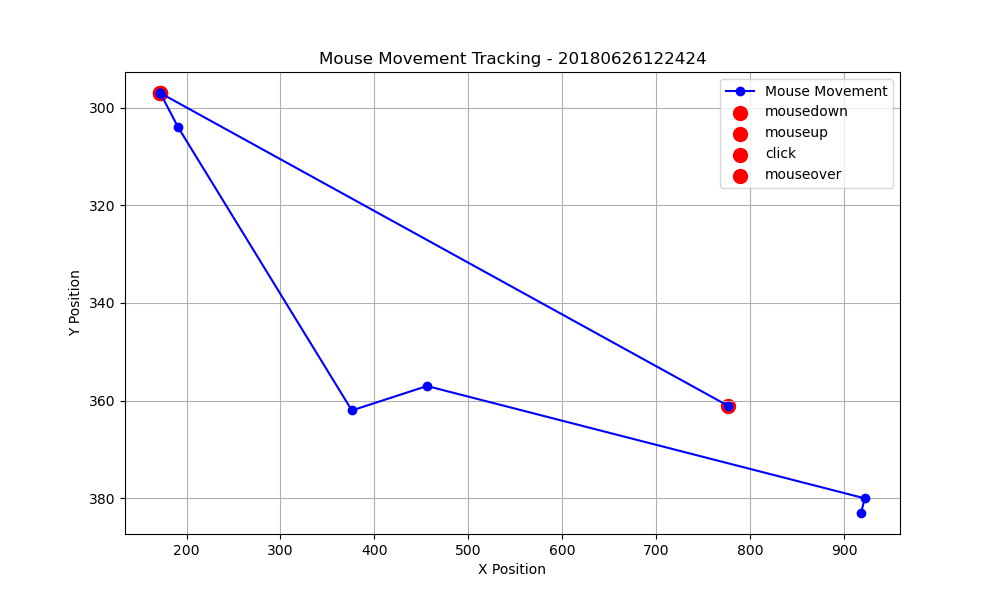 Mouse Movement Tracking - 20180626122424
Mouse Movement
mousedown
mouseup
click
mouseover
300
320
340
360
380
Y Position
200 300 400 500 600 700 800 900
X Position